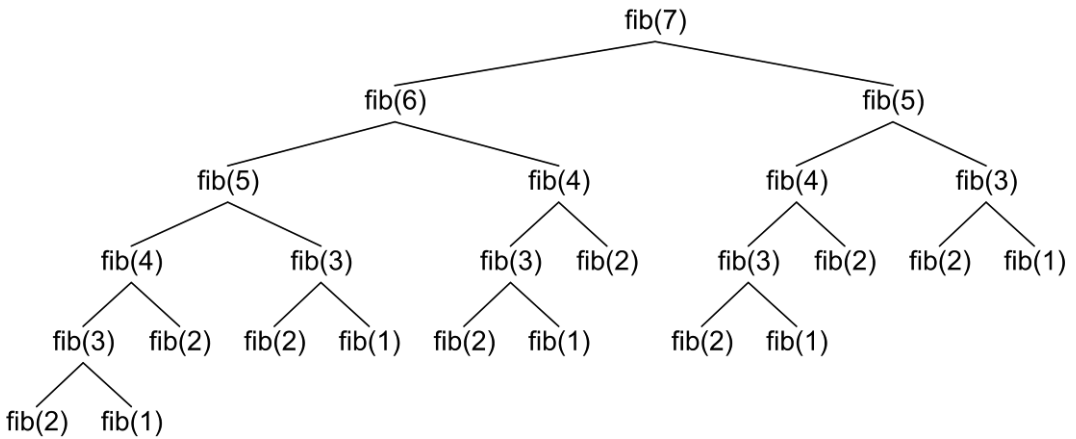 fib(7)
fib(6) fib(5)
fib(5) fib(4) fib(4) fib(3)
fib(4) fib(3) fib(3) fib(2) fib(3) fib(2) fib(2) fib(1)
fib(3) fib(2) fib(2) fib(1) fib(2) fib(1) fib(2) fib(1)
fib(2) fib(1)